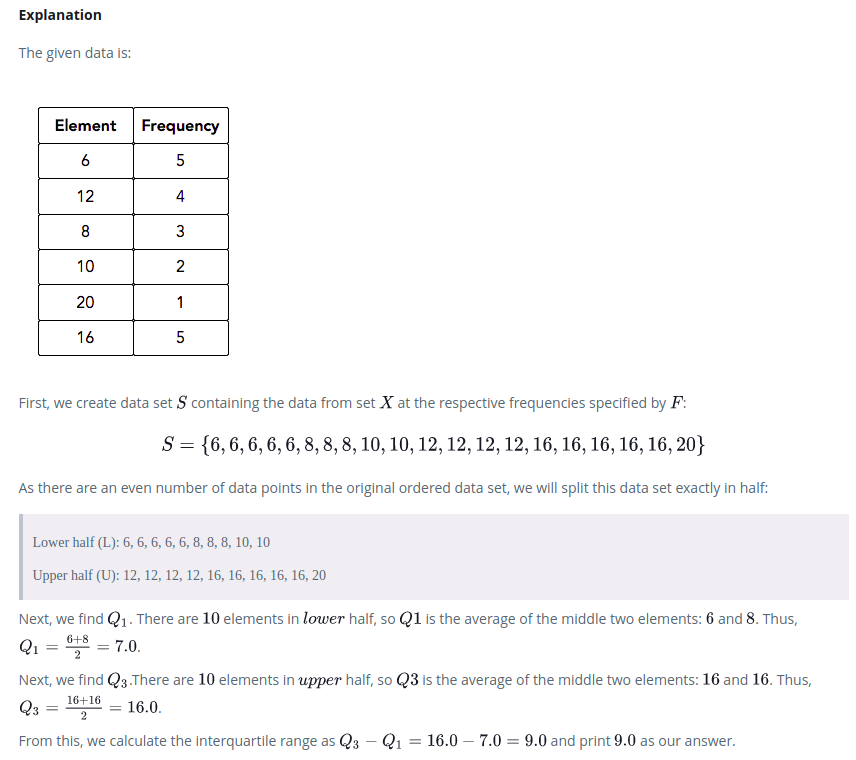 Explanation
The given data is:
Element Frequency
6 5
12 4
8 3
10 2
20 1
16 5
First, we create data set S containing the data from set X at the respective frequencies specified by F:
S = {6, 6, 6, 6, 6, 8, 8, 8, 10, 10, 12, 12, 12, 12, 16, 16, 16, 16, 16, 20}
As there are an even number of data points in the original ordered data set, we will split this data set exactly in half:
Lower half (L): 6, 6, 6, 6, 6, 8, 8, 8, 10, 10
Upper half (U): 12, 12, 12, 12, 16, 16, 16, 16, 16, 20
Next, we find Q₁. There are 10 elements in lower half, so Q1 is the average of the middle two elements: 6 and 8. Thus,
Q₁ = (6+8)/2 = 7.0.
Next, we find Q₃.There are 10 elements in upper half, so Q3 is the average of the middle two elements: 16 and 16. Thus,
Q₃ = (16+16)/2 = 16.0.
From this, we calculate the interquartile range as Q₃ − Q₁ = 16.0 − 7.0 = 9.0 and print 9.0 as our answer.